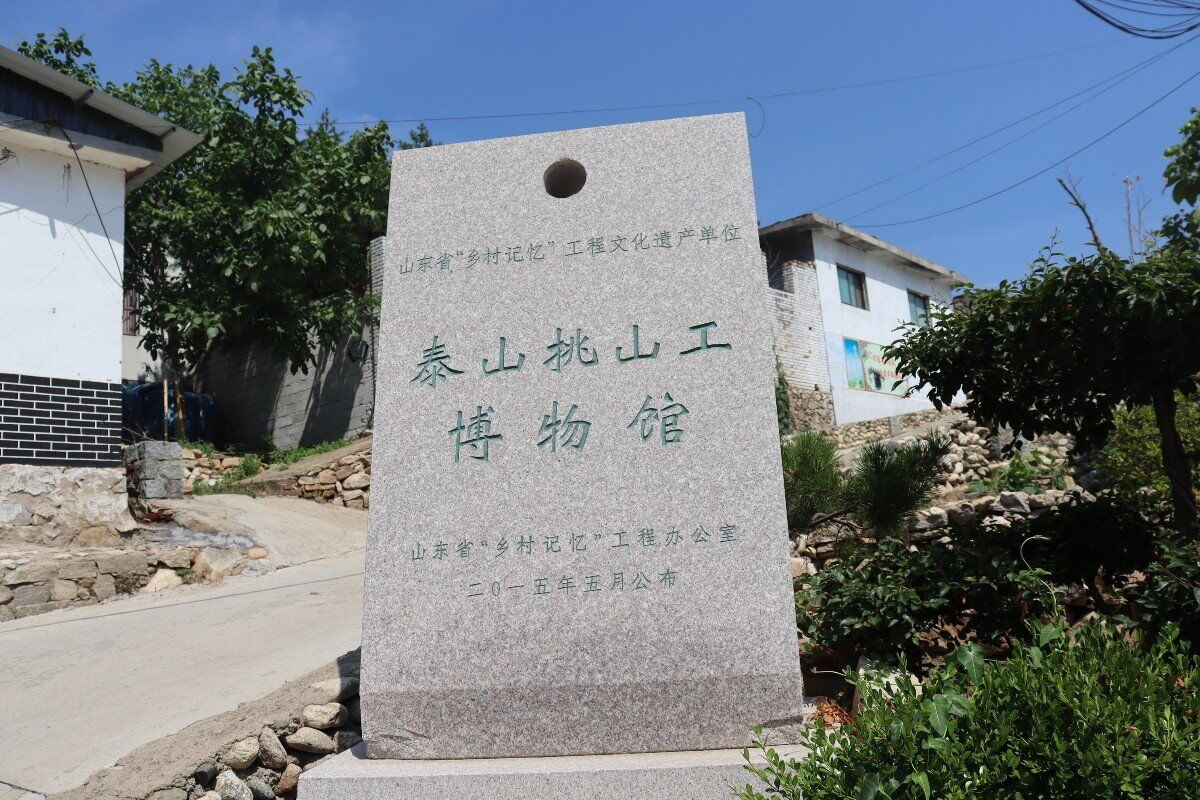 山东省“乡村记忆”工程文化遗产单位
泰山挑山工
博物馆
山东省“乡村记忆”工程办公室
二〇一五年五月公布